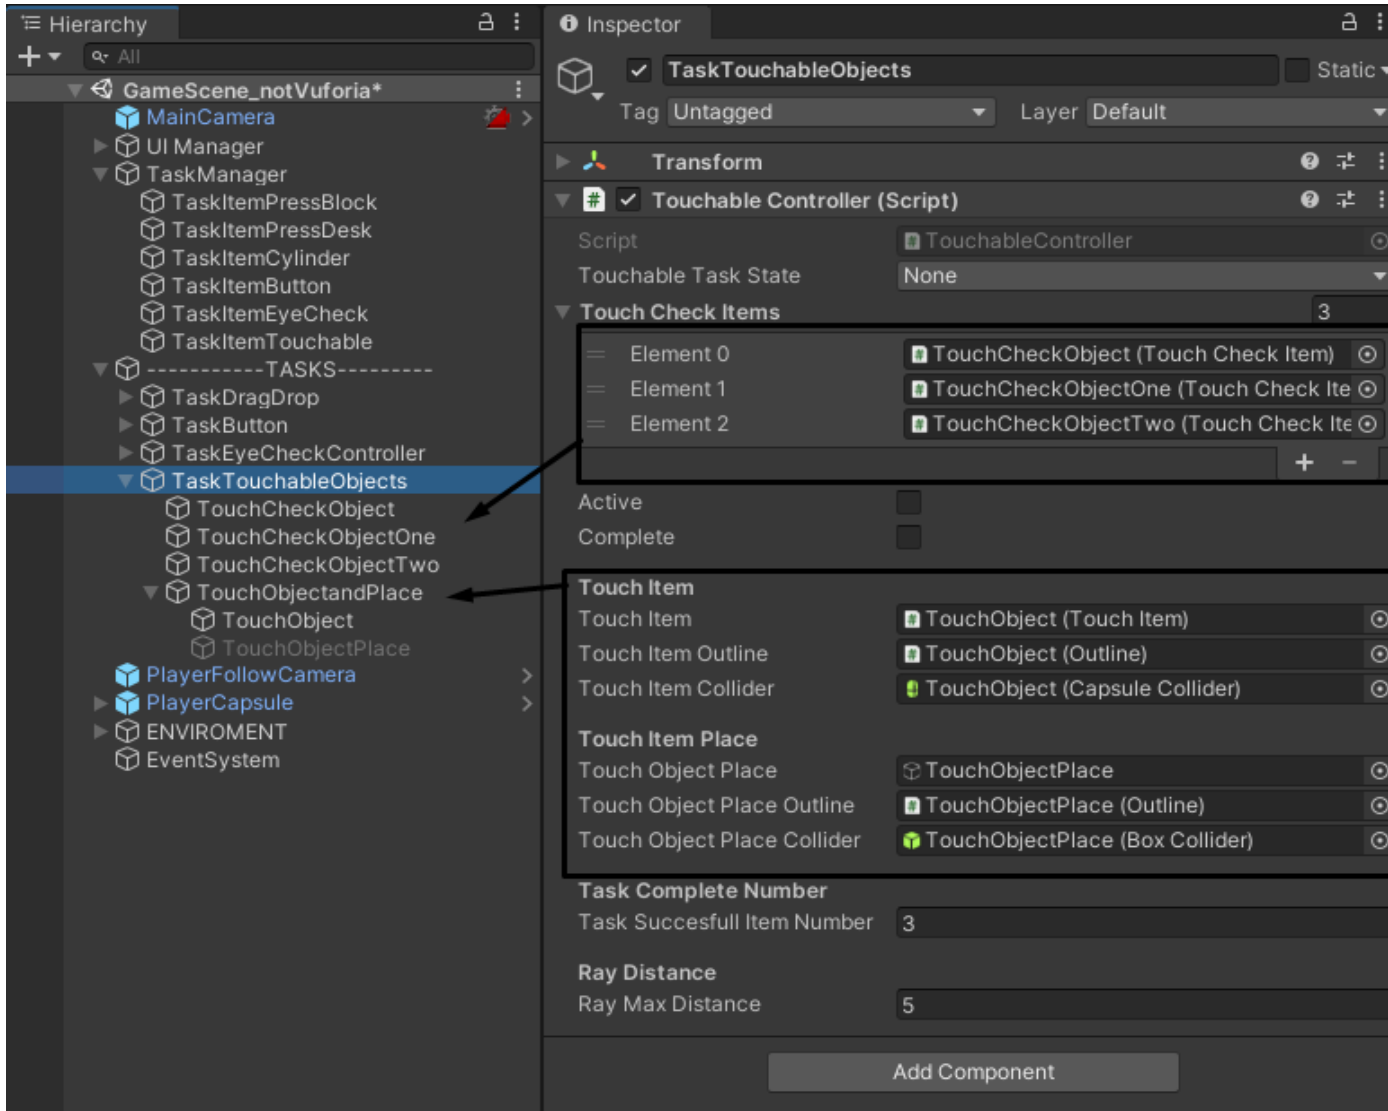 Hierarchy
All
GameScene_notVuforia*
MainCamera
UI Manager
TaskManager
TaskItemPressBlock
TaskItemPressDesk
TaskItemCylinder
TaskItemButton
TaskItemEyeCheck
TaskItemTouchable
-----------TASKS---------
TaskDragDrop
TaskButton
TaskEyeCheckController
TaskTouchableObjects
TouchCheckObject
TouchCheckObjectOne
TouchCheckObjectTwo
TouchObjectandPlace
TouchObject
TouchObjectPlace
PlayerFollowCamera
PlayerCapsule
ENVIROMENT
EventSystem
Inspector
TaskTouchableObjects Static
Tag Untagged Layer Default
Transform
# Touchable Controller (Script)
Script # TouchableController
Touchable Task State None
Touch Check Items 3
Element 0 # TouchCheckObject (Touch Check Item)
Element 1 # TouchCheckObjectOne (Touch Check Ite
Element 2 # TouchCheckObjectTwo (Touch Check Ite
+ −
Active
Complete
Touch Item
Touch Item # TouchObject (Touch Item)
Touch Item Outline # TouchObject (Outline)
Touch Item Collider TouchObject (Capsule Collider)
Touch Item Place
Touch Object Place TouchObjectPlace
Touch Object Place Outline # TouchObjectPlace (Outline)
Touch Object Place Collider TouchObjectPlace (Box Collider)
Task Complete Number
Task Succesfull Item Number 3
Ray Distance
Ray Max Distance 5
Add Component